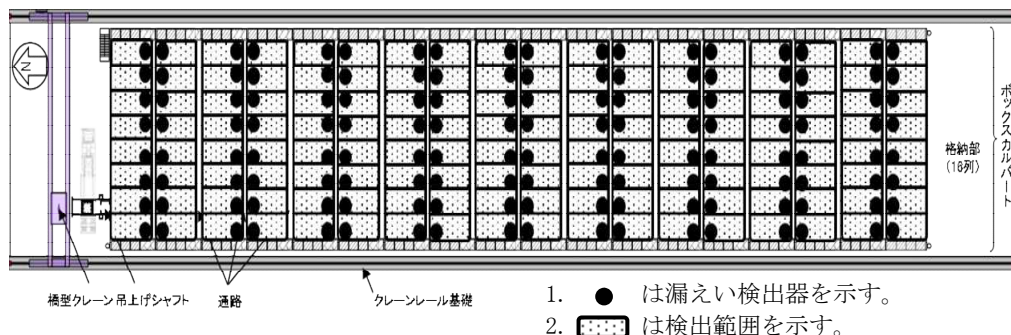 N
格納部
(18列)
ボックスカルバート
橋型クレーン
吊上げシャフト
通路
クレーンレール基礎
1. ● は漏えい検出器を示す。
2. は検出範囲を示す。